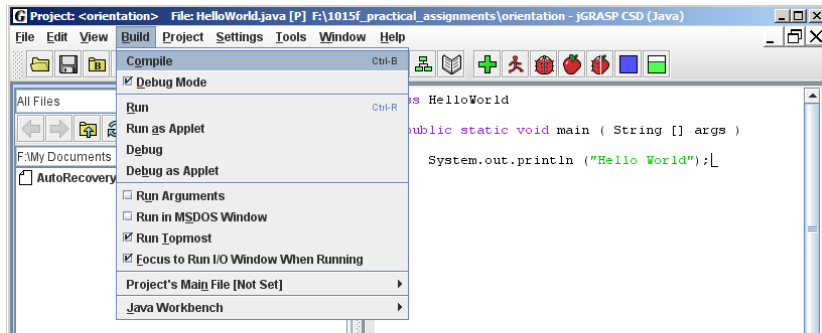 Project: <orientation> File: HelloWorld.java [P] F:\1015f_practical_assignments\orientation - jGRASP CSD (Java)
File Edit View Build Project Settings Tools Window Help
Compile Ctrl-B
Debug Mode
Run Ctrl-R
Run as Applet
Debug
Debug as Applet
Run Arguments
Run in MSDOS Window
Run Topmost
Focus to Run I/O Window When Running
Project's Main File [Not Set]
Java Workbench
All Files
F:\My Documents
AutoRecovery
ss HelloWorld
public static void main ( String [] args )
System.out.println ("Hello World");